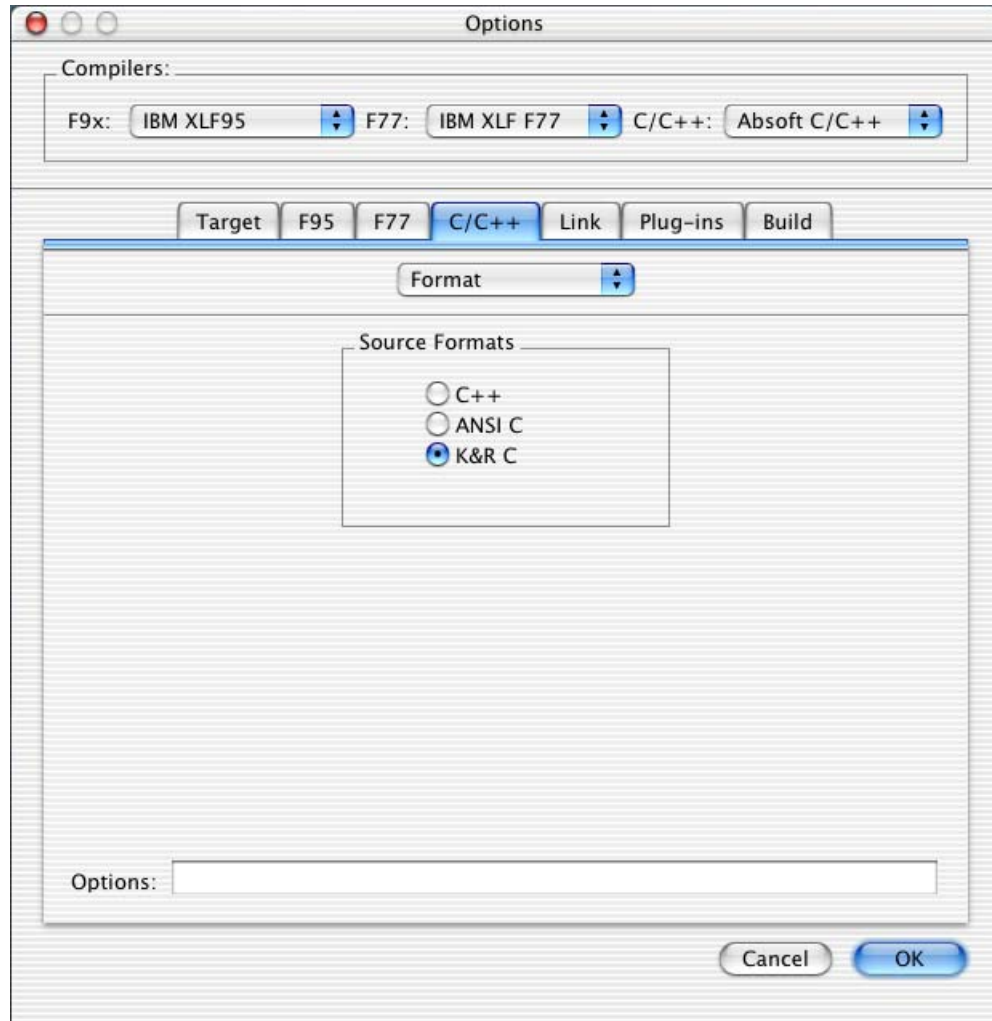 Options
Compilers:
F9x: IBM XLF95 F77: IBM XLF F77 C/C++: Absoft C/C++
Target F95 F77 C/C++ Link Plug-ins Build
Format
Source Formats
C++
ANSI C
K&R C
Options:
Cancel OK